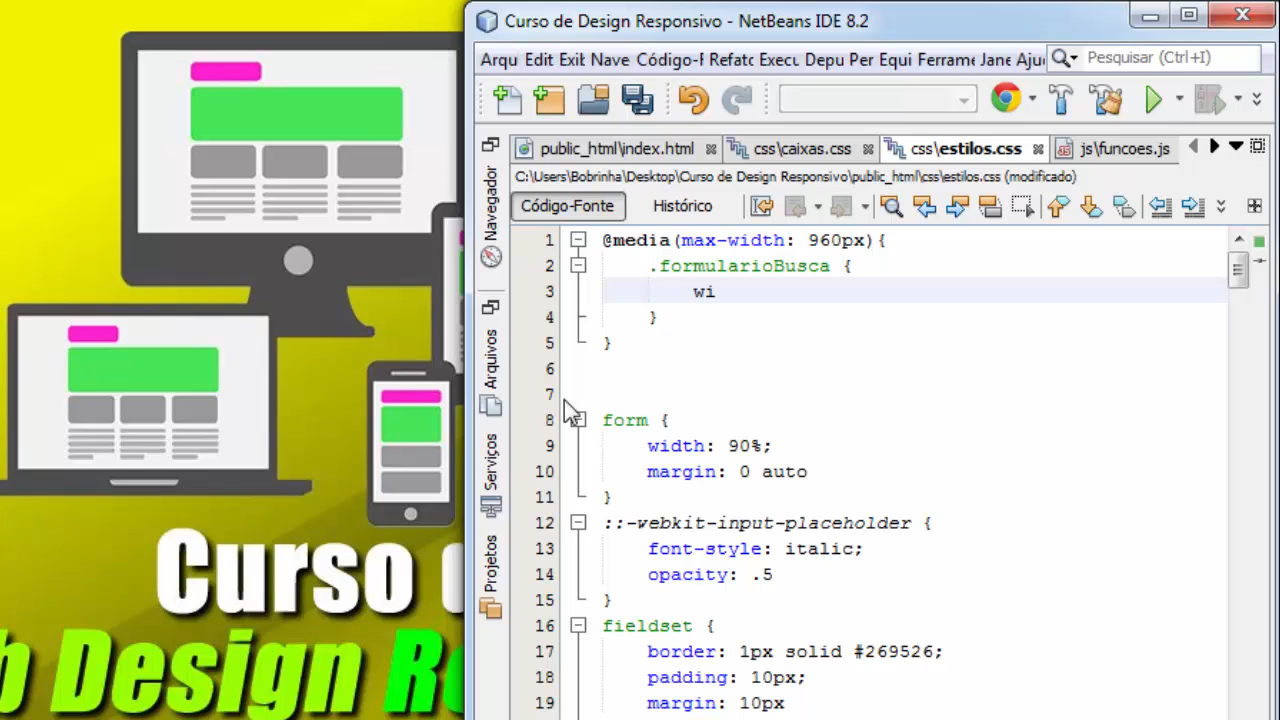 Curso de Design Responsivo - NetBeans IDE 8.2
Arqu Edit Exit Nave Código-F Refato Execu Depu Per Equi Ferrame Jane Aju
Pesquisar (Ctrl+I)
public_html\index.html css\caixas.css css\estilos.css js\funcoes.js
C:\Users\Bobrinha\Desktop\Curso de Design Responsivo\public_html\css\estilos.css (modificado)
Código-Fonte Histórico
Navegador
Arquivos
Serviços
Projetos
1 @media(max-width: 960px){
2 .formularioBusca {
3 wi
4 }
5 }
6
7
8 form {
9 width: 90%;
10 margin: 0 auto
11 }
12 ::-webkit-input-placeholder {
13 font-style: italic;
14 opacity: .5
15 }
16 fieldset {
17 border: 1px solid #269526;
18 padding: 10px;
19 margin: 10px
Curso
b Design